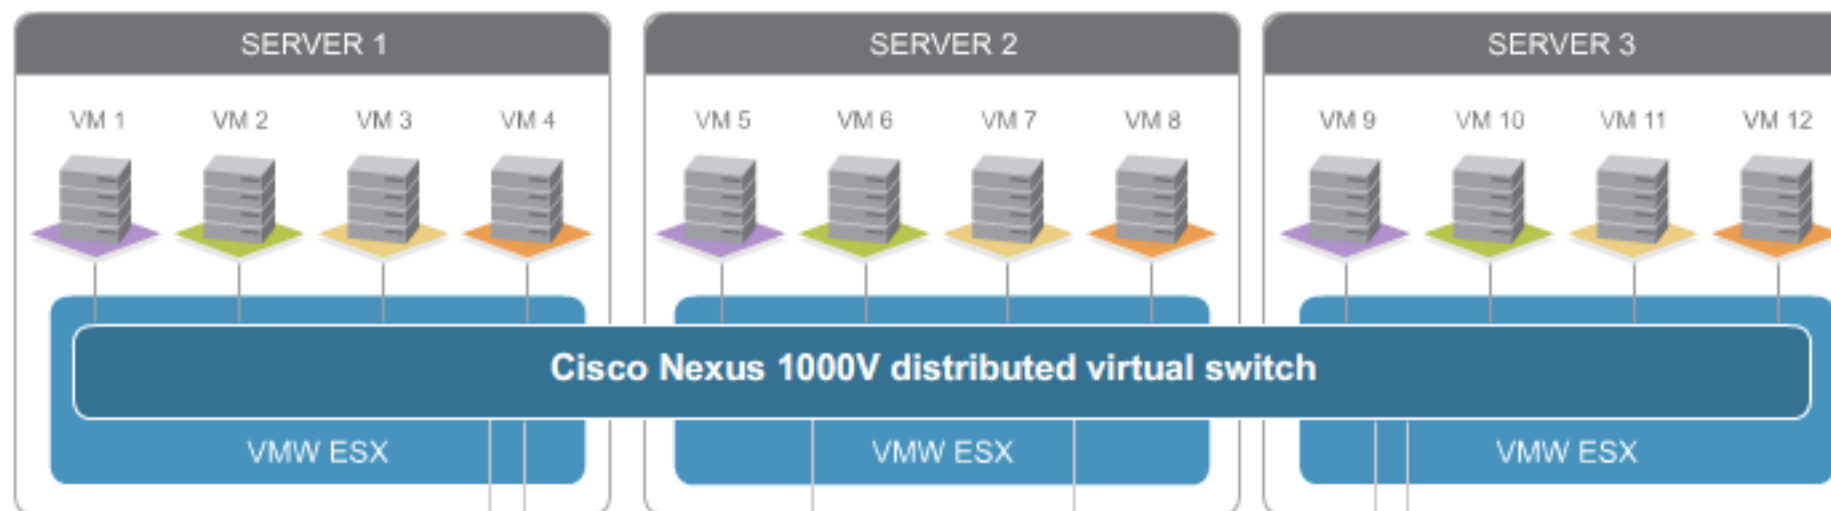 SERVER 1
SERVER 2
SERVER 3
VM 1
VM 2
VM 3
VM 4
VM 5
VM 6
VM 7
VM 8
VM 9
VM 10
VM 11
VM 12
Cisco Nexus 1000V distributed virtual switch
VMW ESX
VMW ESX
VMW ESX